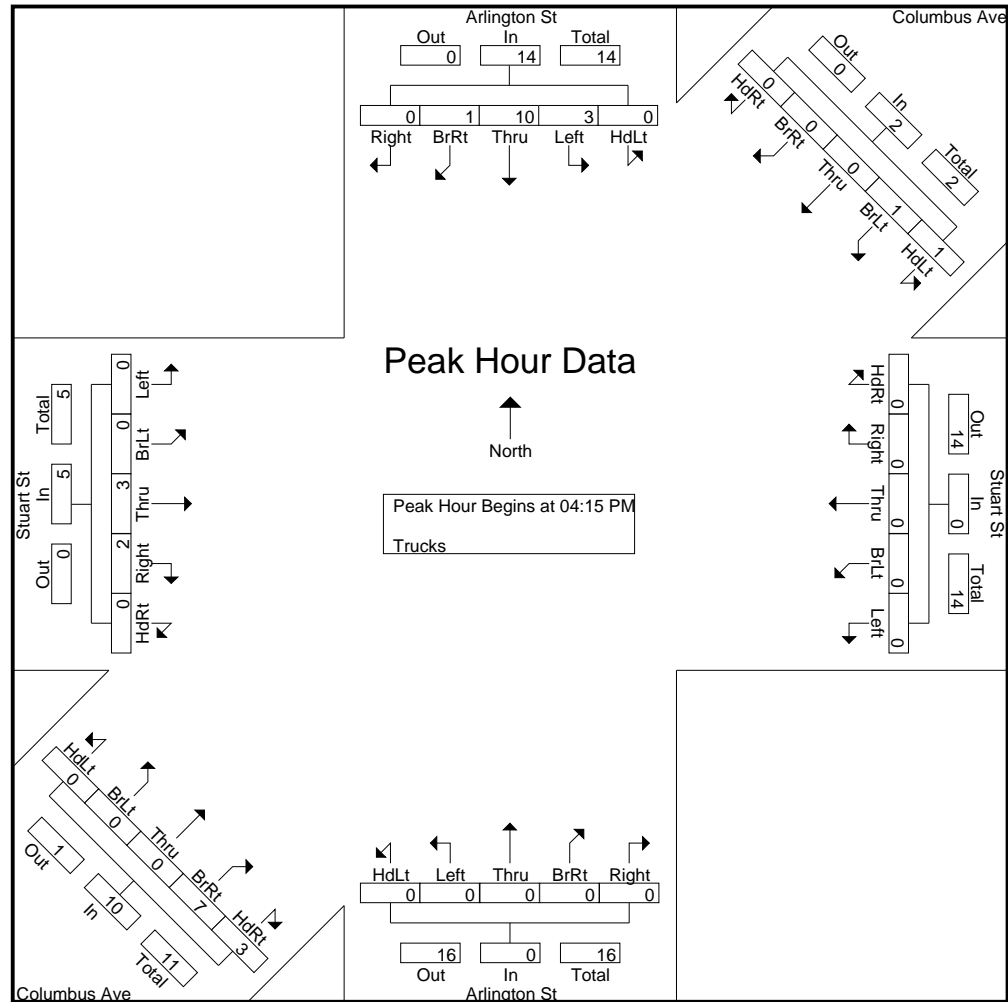 Arlington St
Out In Total
0 14 14
0 1 10 3 0
Right BrRt Thru Left HdLt
Columbus Ave
Out In Total
0 2 2
0 0 0 1 1
HdRt BrRt Thru BrLt HdLt
Peak Hour Data
North
Peak Hour Begins at 04:15 PM
Trucks
Stuart St
Total In Out
5 5 0
0 0 3 2 0
Left BrLt Thru Right HdRt
Stuart St
Out In Total
14 0 14
0 0 0 0 0
HdRt Right Thru BrLt Left
HdLt BrLt Thru BrRt HdRt
0 0 0 7 3
1 10 11
Out In Total
Columbus Ave
HdLt Left Thru BrRt Right
0 0 0 0 0
16 0 16
Out In Total
Arlington St